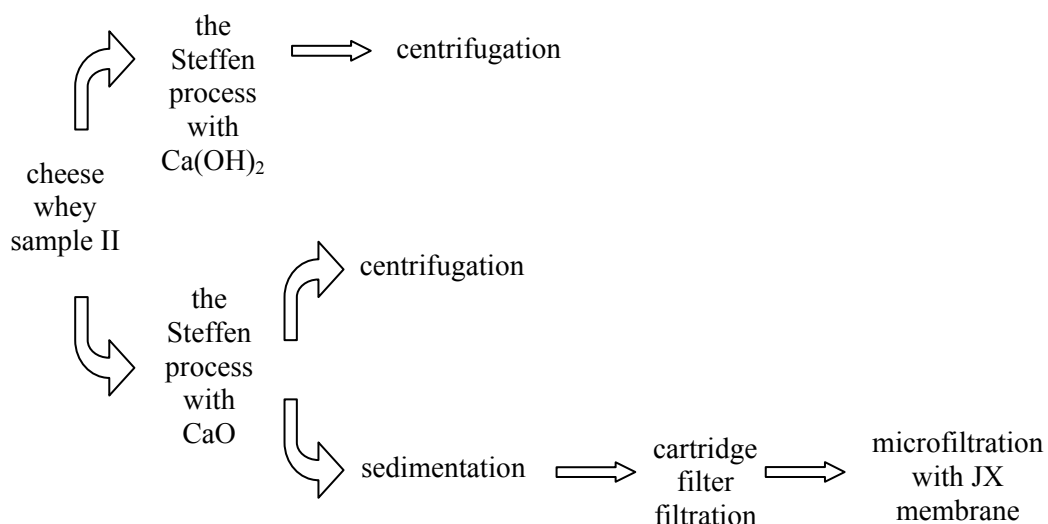 the
Steffen
process
with
Ca(OH)₂
centrifugation
cheese
whey
sample II
centrifugation
the
Steffen
process
with
CaO
sedimentation
cartridge
filter
filtration
microfiltration
with JX
membrane